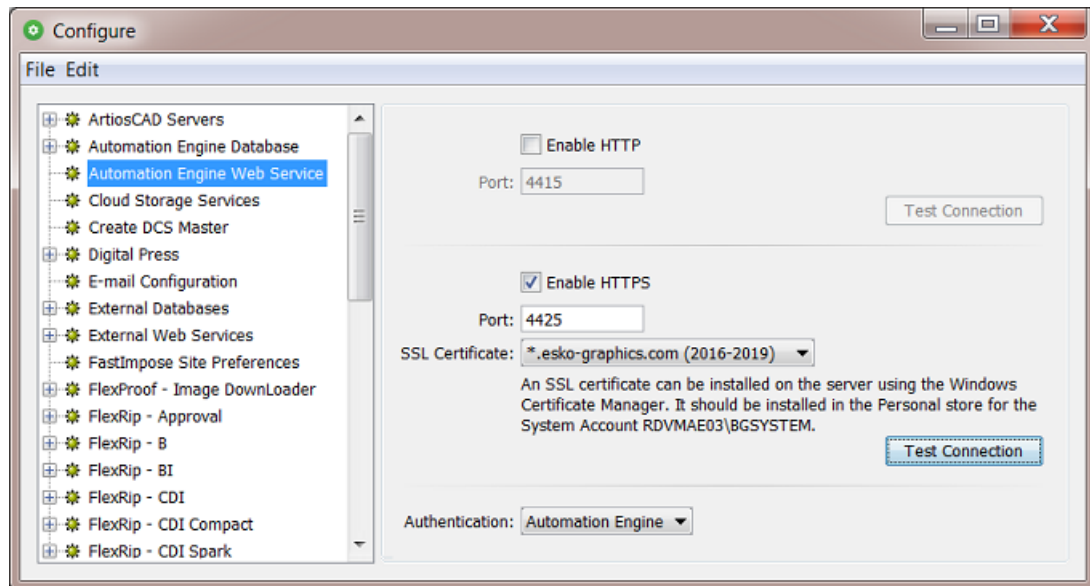 Configure
File Edit
ArtiosCAD Servers
Automation Engine Database
Automation Engine Web Service
Cloud Storage Services
Create DCS Master
Digital Press
E-mail Configuration
External Databases
External Web Services
FastImpose Site Preferences
FlexProof - Image DownLoader
FlexRip - Approval
FlexRip - B
FlexRip - BI
FlexRip - CDI
FlexRip - CDI Compact
FlexRip - CDI Spark
Enable HTTP
Port: 4415
Test Connection
Enable HTTPS
Port: 4425
SSL Certificate: *.esko-graphics.com (2016-2019)
An SSL certificate can be installed on the server using the Windows
Certificate Manager. It should be installed in the Personal store for the
System Account RDVMAE03\BGSYSTEM.
Test Connection
Authentication: Automation Engine